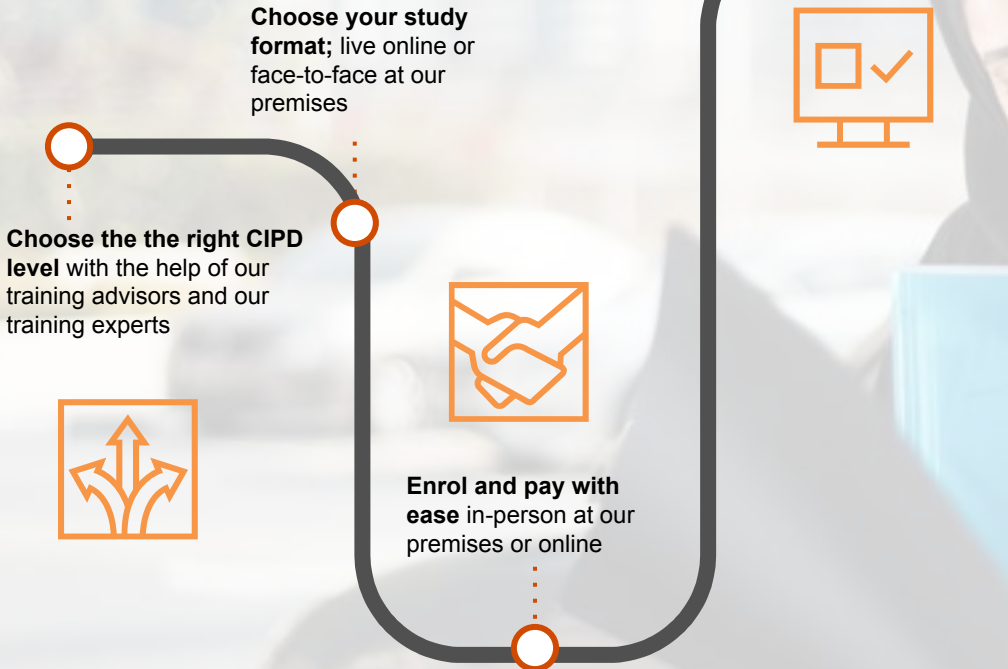 Choose your study
format; live online or
face-to-face at our
premises
Choose the the right CIPD
level with the help of our
training advisors and our
training experts
Enrol and pay with
ease in-person at our
premises or online